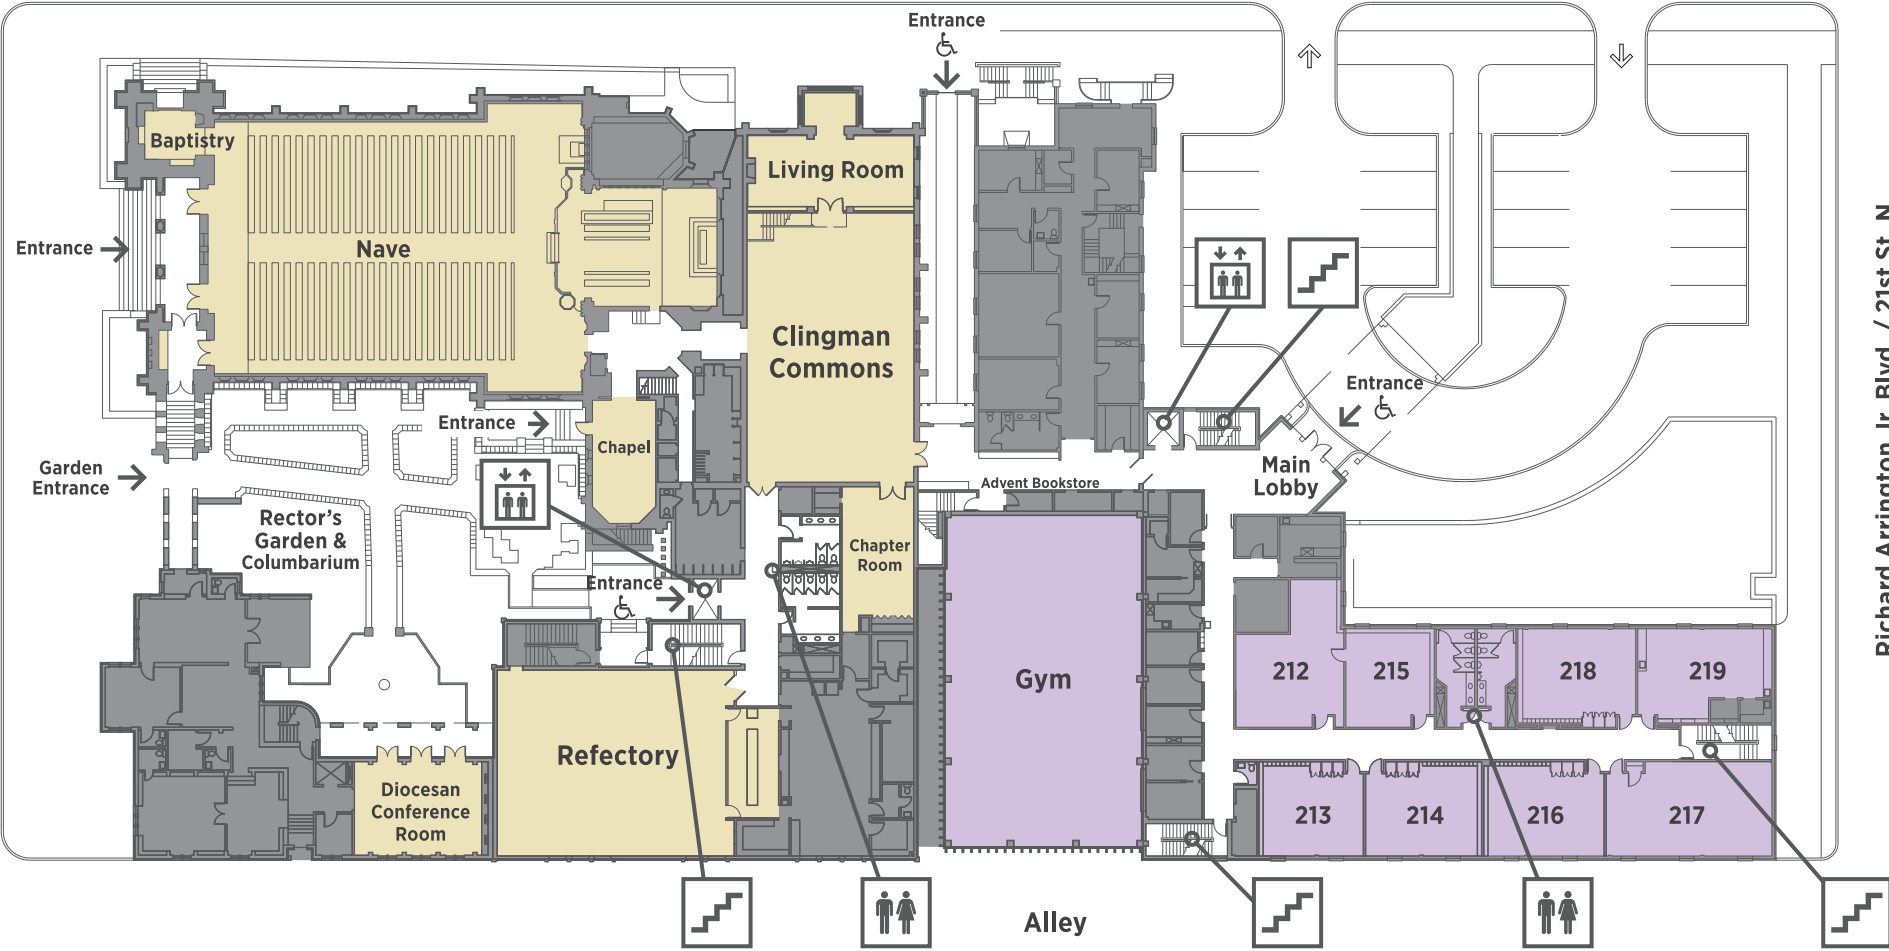 Entrance
Baptistry
Living Room
Nave
Entrance
Clingman
Commons
Entrance
Entrance
Chapel
Garden
Entrance
Main
Lobby
Advent Bookstore
Rector's
Garden &
Columbarium
Chapter
Room
Entrance
Gym
212
215
218
219
Refectory
Diocesan
Conference
Room
213
214
216
217
Alley
Richard Arrington Jr. Blvd. / 21st St. N